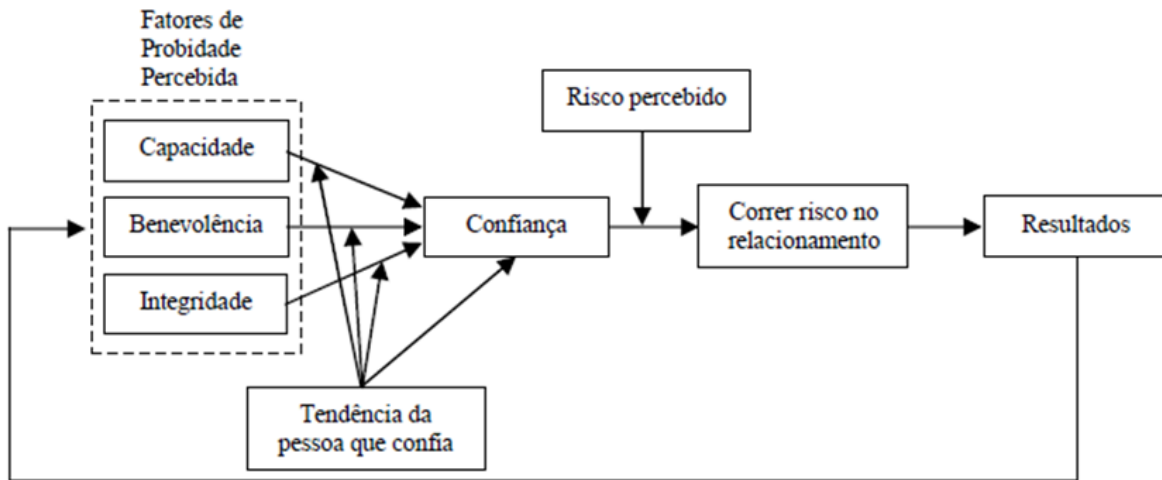 Fatores de
Probidade
Percebida
Risco percebido
Capacidade
Benevolência
Confiança
Correr risco no
relacionamento
Resultados
Integridade
Tendência da
pessoa que confia